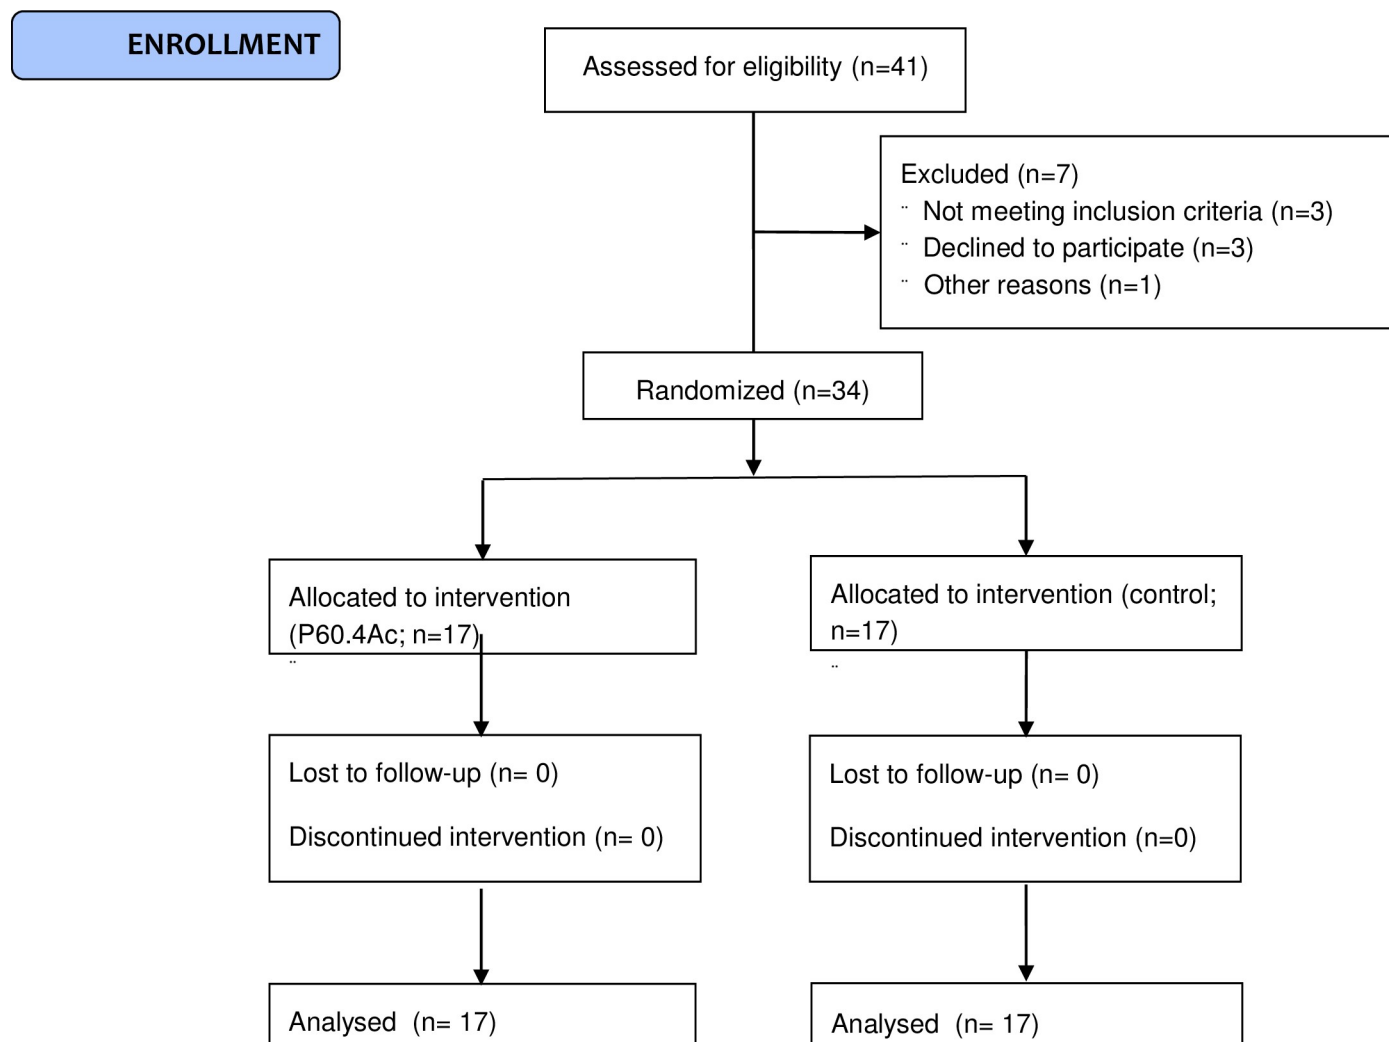 ENROLLMENT
Assessed for eligibility (n=41)
Excluded (n=7)
¨ Not meeting inclusion criteria (n=3)
¨ Declined to participate (n=3)
¨ Other reasons (n=1)
Randomized (n=34)
Allocated to intervention
(P60.4Ac; n=17)
¨
Allocated to intervention (control;
n=17)
¨
Lost to follow-up (n= 0)
Discontinued intervention (n= 0)
Lost to follow-up (n= 0)
Discontinued intervention (n=0)
Analysed (n= 17)
Analysed (n= 17)